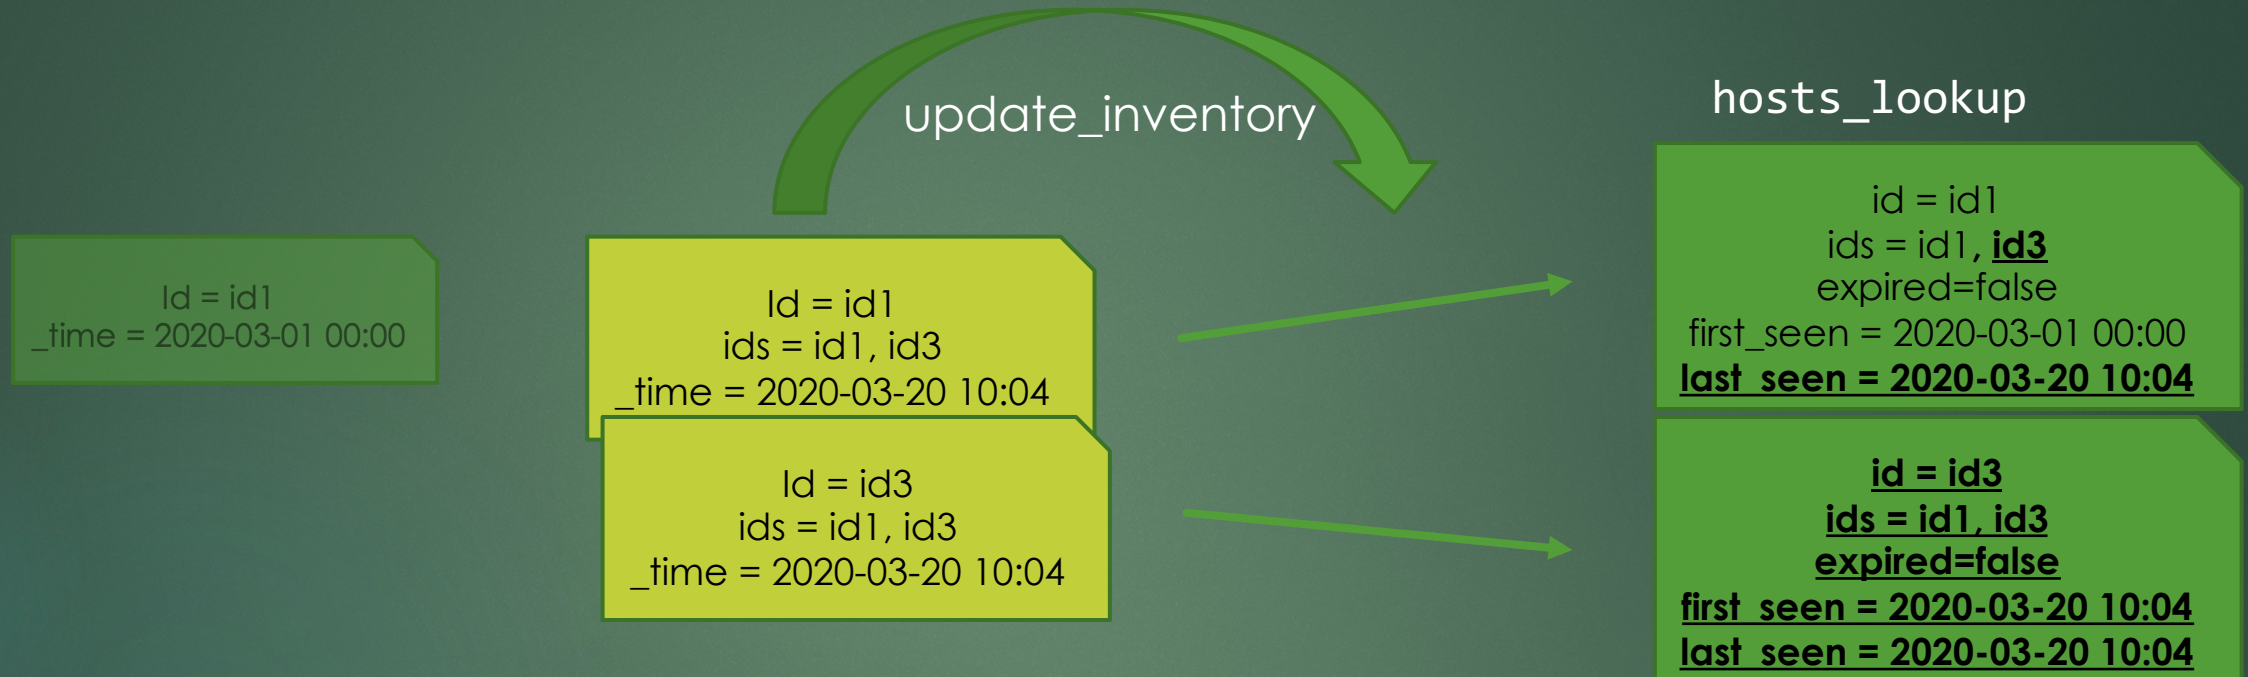 update_inventory
hosts_lookup
Id = id1
_time = 2020-03-01 00:00
Id = id1
ids = id1, id3
_time = 2020-03-20 10:04
Id = id3
ids = id1, id3
_time = 2020-03-20 10:04
id = id1
ids = id1, id3
expired=false
first_seen = 2020-03-01 00:00
last_seen = 2020-03-20 10:04
id = id3
ids = id1, id3
expired=false
first_seen = 2020-03-20 10:04
last_seen = 2020-03-20 10:04